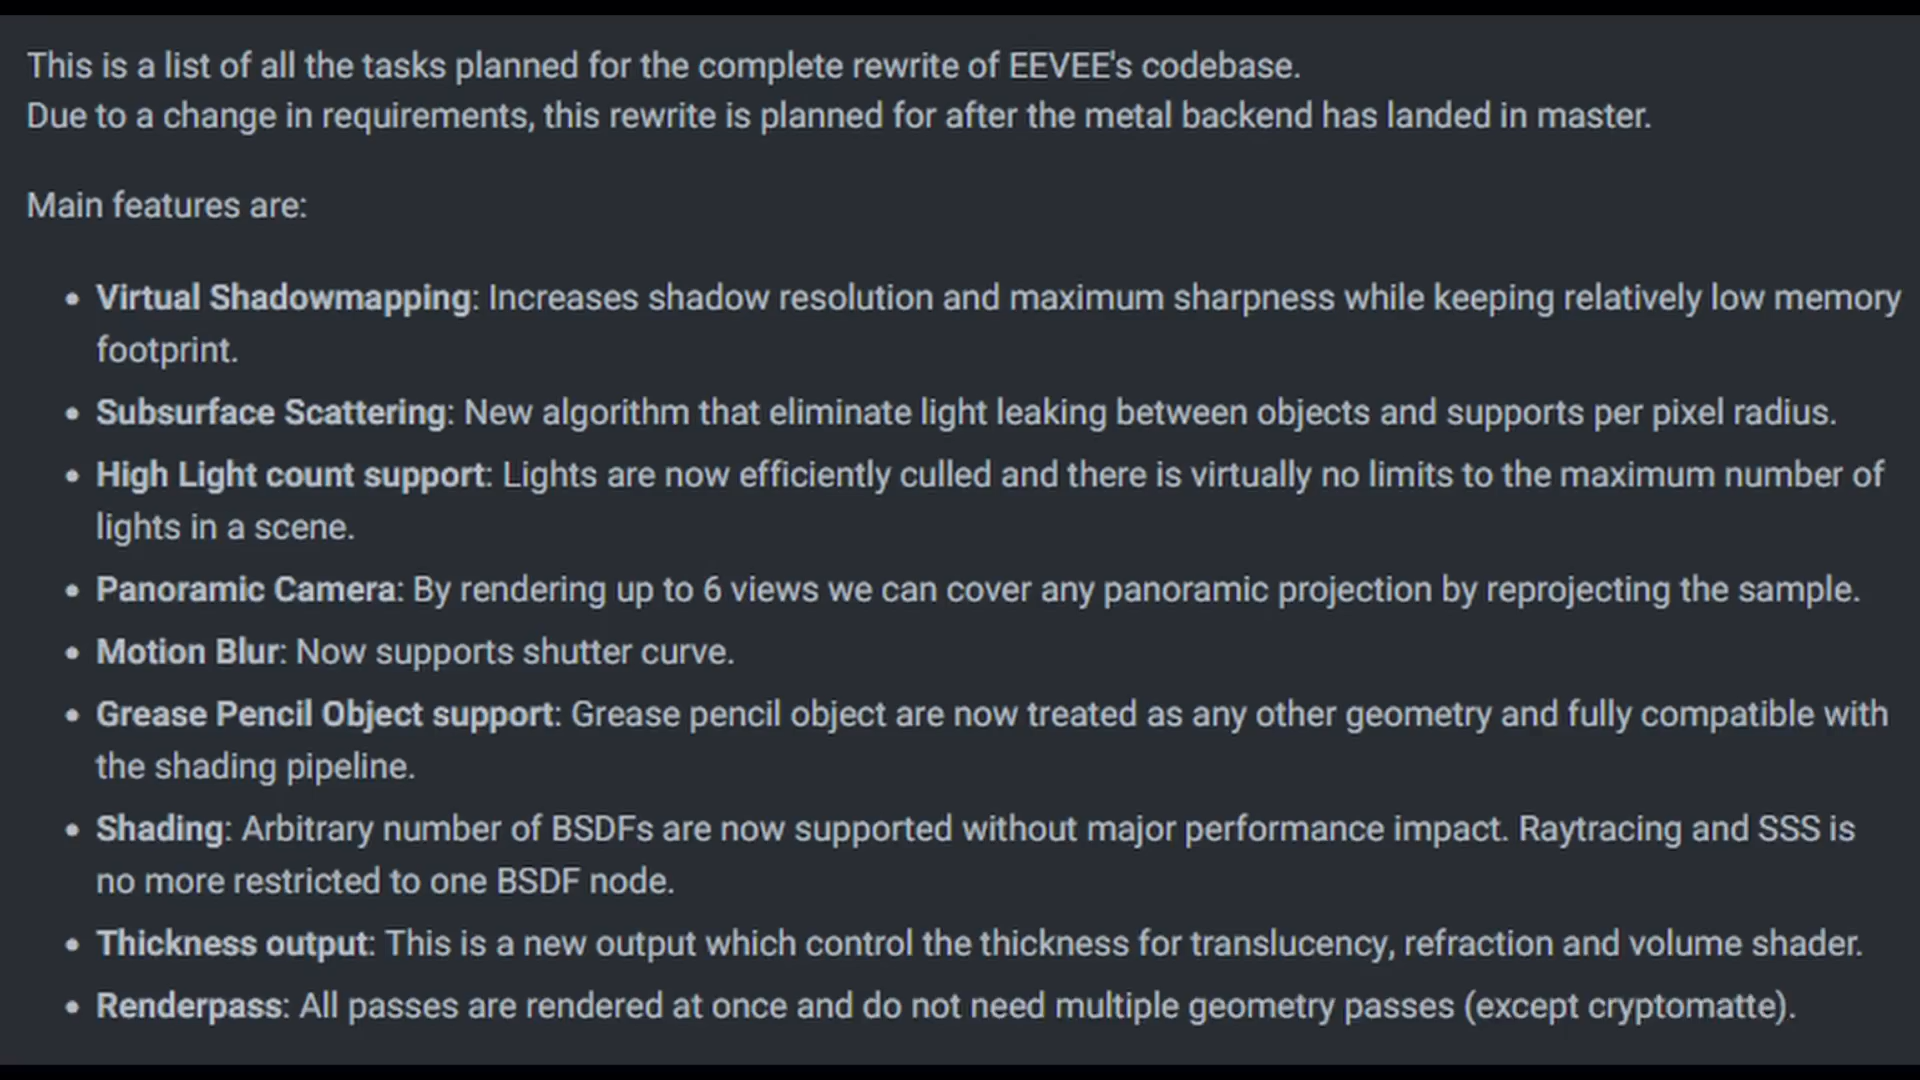 This is a list of all the tasks planned for the complete rewrite of EEVEE's codebase.
Due to a change in requirements, this rewrite is planned for after the metal backend has landed in master.
Main features are:
• Virtual Shadowmapping: Increases shadow resolution and maximum sharpness while keeping relatively low memory
footprint.
• Subsurface Scattering: New algorithm that eliminate light leaking between objects and supports per pixel radius.
• High Light count support: Lights are now efficiently culled and there is virtually no limits to the maximum number of
lights in a scene.
• Panoramic Camera: By rendering up to 6 views we can cover any panoramic projection by reprojecting the sample.
• Motion Blur: Now supports shutter curve.
• Grease Pencil Object support: Grease pencil object are now treated as any other geometry and fully compatible with
the shading pipeline.
• Shading: Arbitrary number of BSDFs are now supported without major performance impact. Raytracing and SSS is
no more restricted to one BSDF node.
• Thickness output: This is a new output which control the thickness for translucency, refraction and volume shader.
• Renderpass: All passes are rendered at once and do not need multiple geometry passes (except cryptomatte).